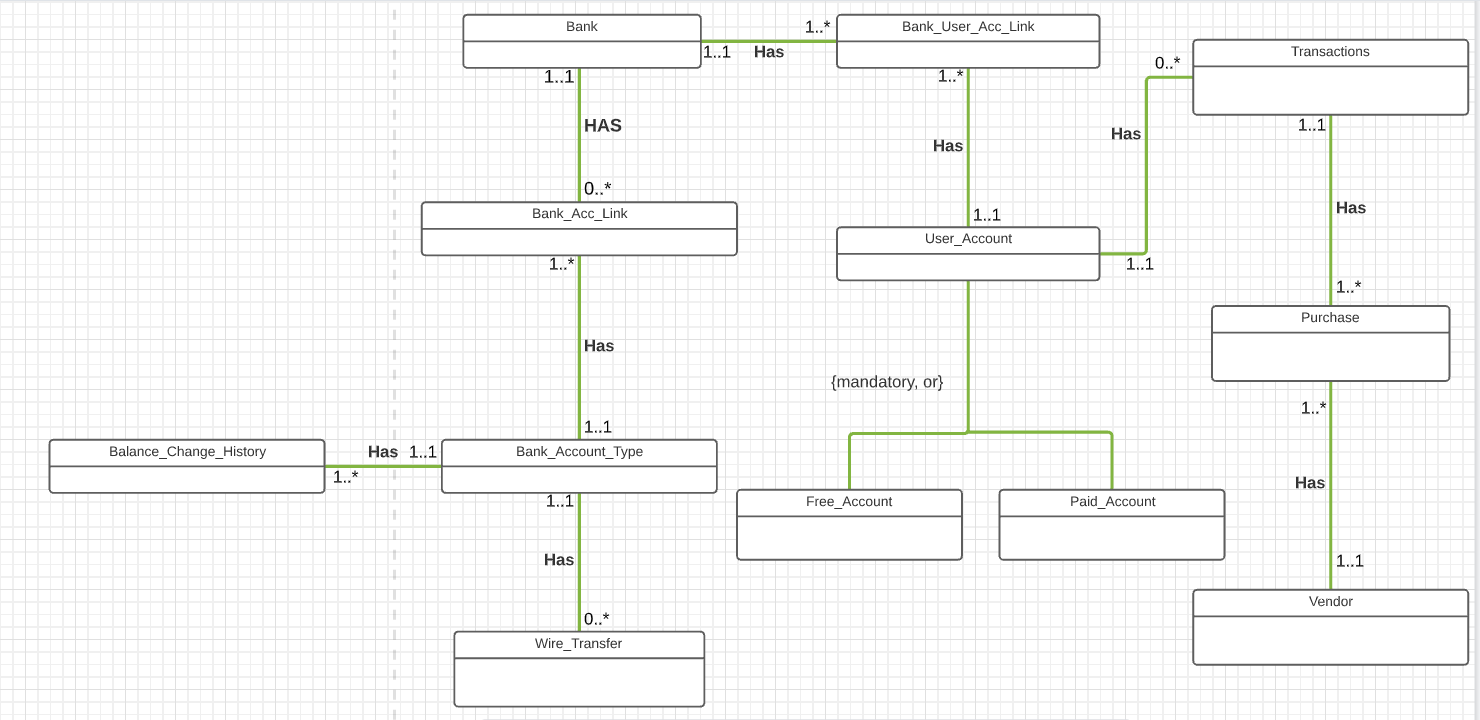 Bank
1..*
Bank_User_Acc_Link
1..1
Has
Transactions
0..*
1..1
1..*
HAS
Has
Has
1..1
0..*
Bank_Acc_Link
1..1
User_Account
Has
1..*
1..1
1..*
Purchase
Has
{mandatory, or}
1..*
1..1
Balance_Change_History
Has
1..1
Bank_Account_Type
1..*
1..1
Free_Account
Paid_Account
Has
Has
1..1
0..*
Vendor
Wire_Transfer